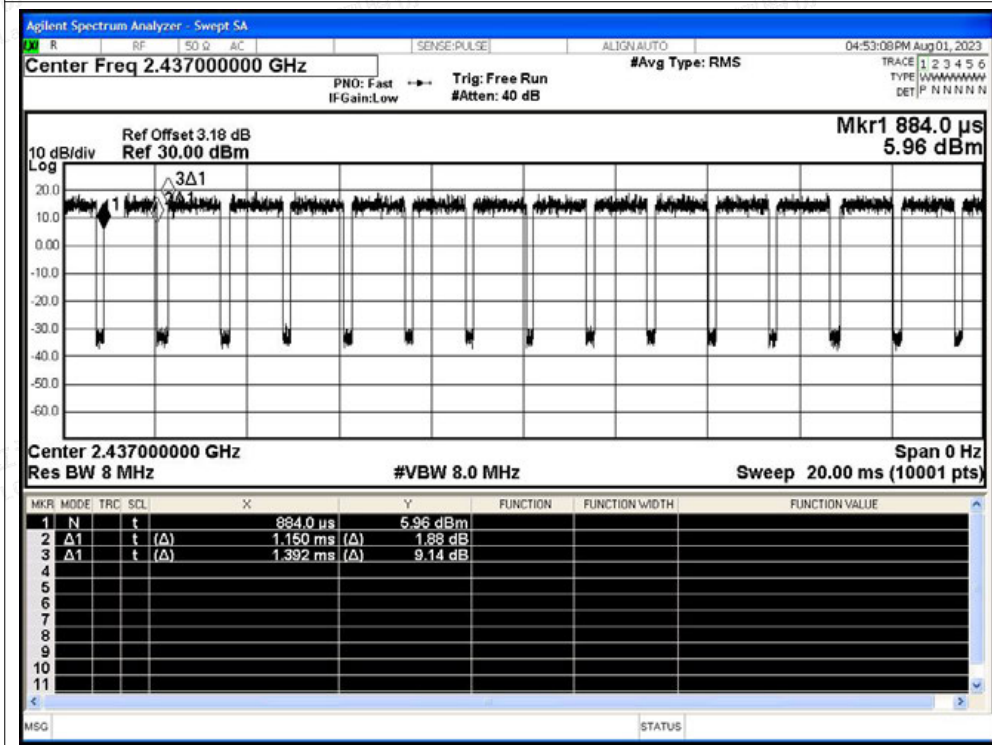 Agilent Spectrum Analyzer - Swept SA
R RF 50 Ω AC SENSE:PULSE ALIGN AUTO 04:53:08 PM Aug 01, 2023
Center Freq 2.437000000 GHz #Avg Type: RMS TRACE 1 2 3 4 5 6
PNO: Fast Trig: Free Run TYPE WWWWWW
IFGain:Low #Atten: 40 dB DET P N N N N N
Mkr1 884.0 µs
5.96 dBm
Ref Offset 3.18 dB
10 dB/div Ref 30.00 dBm
Log
3Δ1
20.0
1
10.0
0.00
-10.0
-20.0
-30.0
-40.0
-50.0
-60.0
Center 2.437000000 GHz Span 0 Hz
Res BW 8 MHz #VBW 8.0 MHz Sweep 20.00 ms (10001 pts)
MKR MODE TRC SCL X Y FUNCTION FUNCTION WIDTH FUNCTION VALUE
1 N t 884.0 µs 5.96 dBm
2 Δ1 t (Δ) 1.150 ms (Δ) 1.88 dB
3 Δ1 t (Δ) 1.392 ms (Δ) 9.14 dB
4
5
6
7
8
9
10
11
MSG STATUS